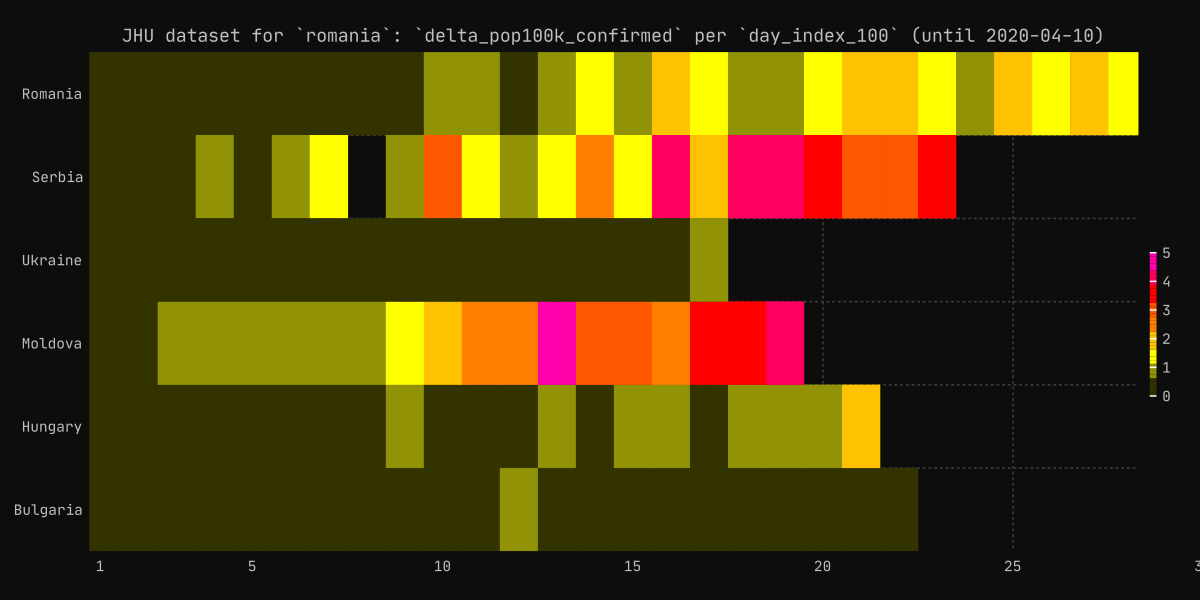 JHU dataset for `romania`: `delta_pop100k_confirmed` per `day_index_100` (until 2020-04-10)
Romania
Serbia
Ukraine
Moldova
Hungary
Bulgaria
5
4
3
2
1
0
1 5 10 15 20 25